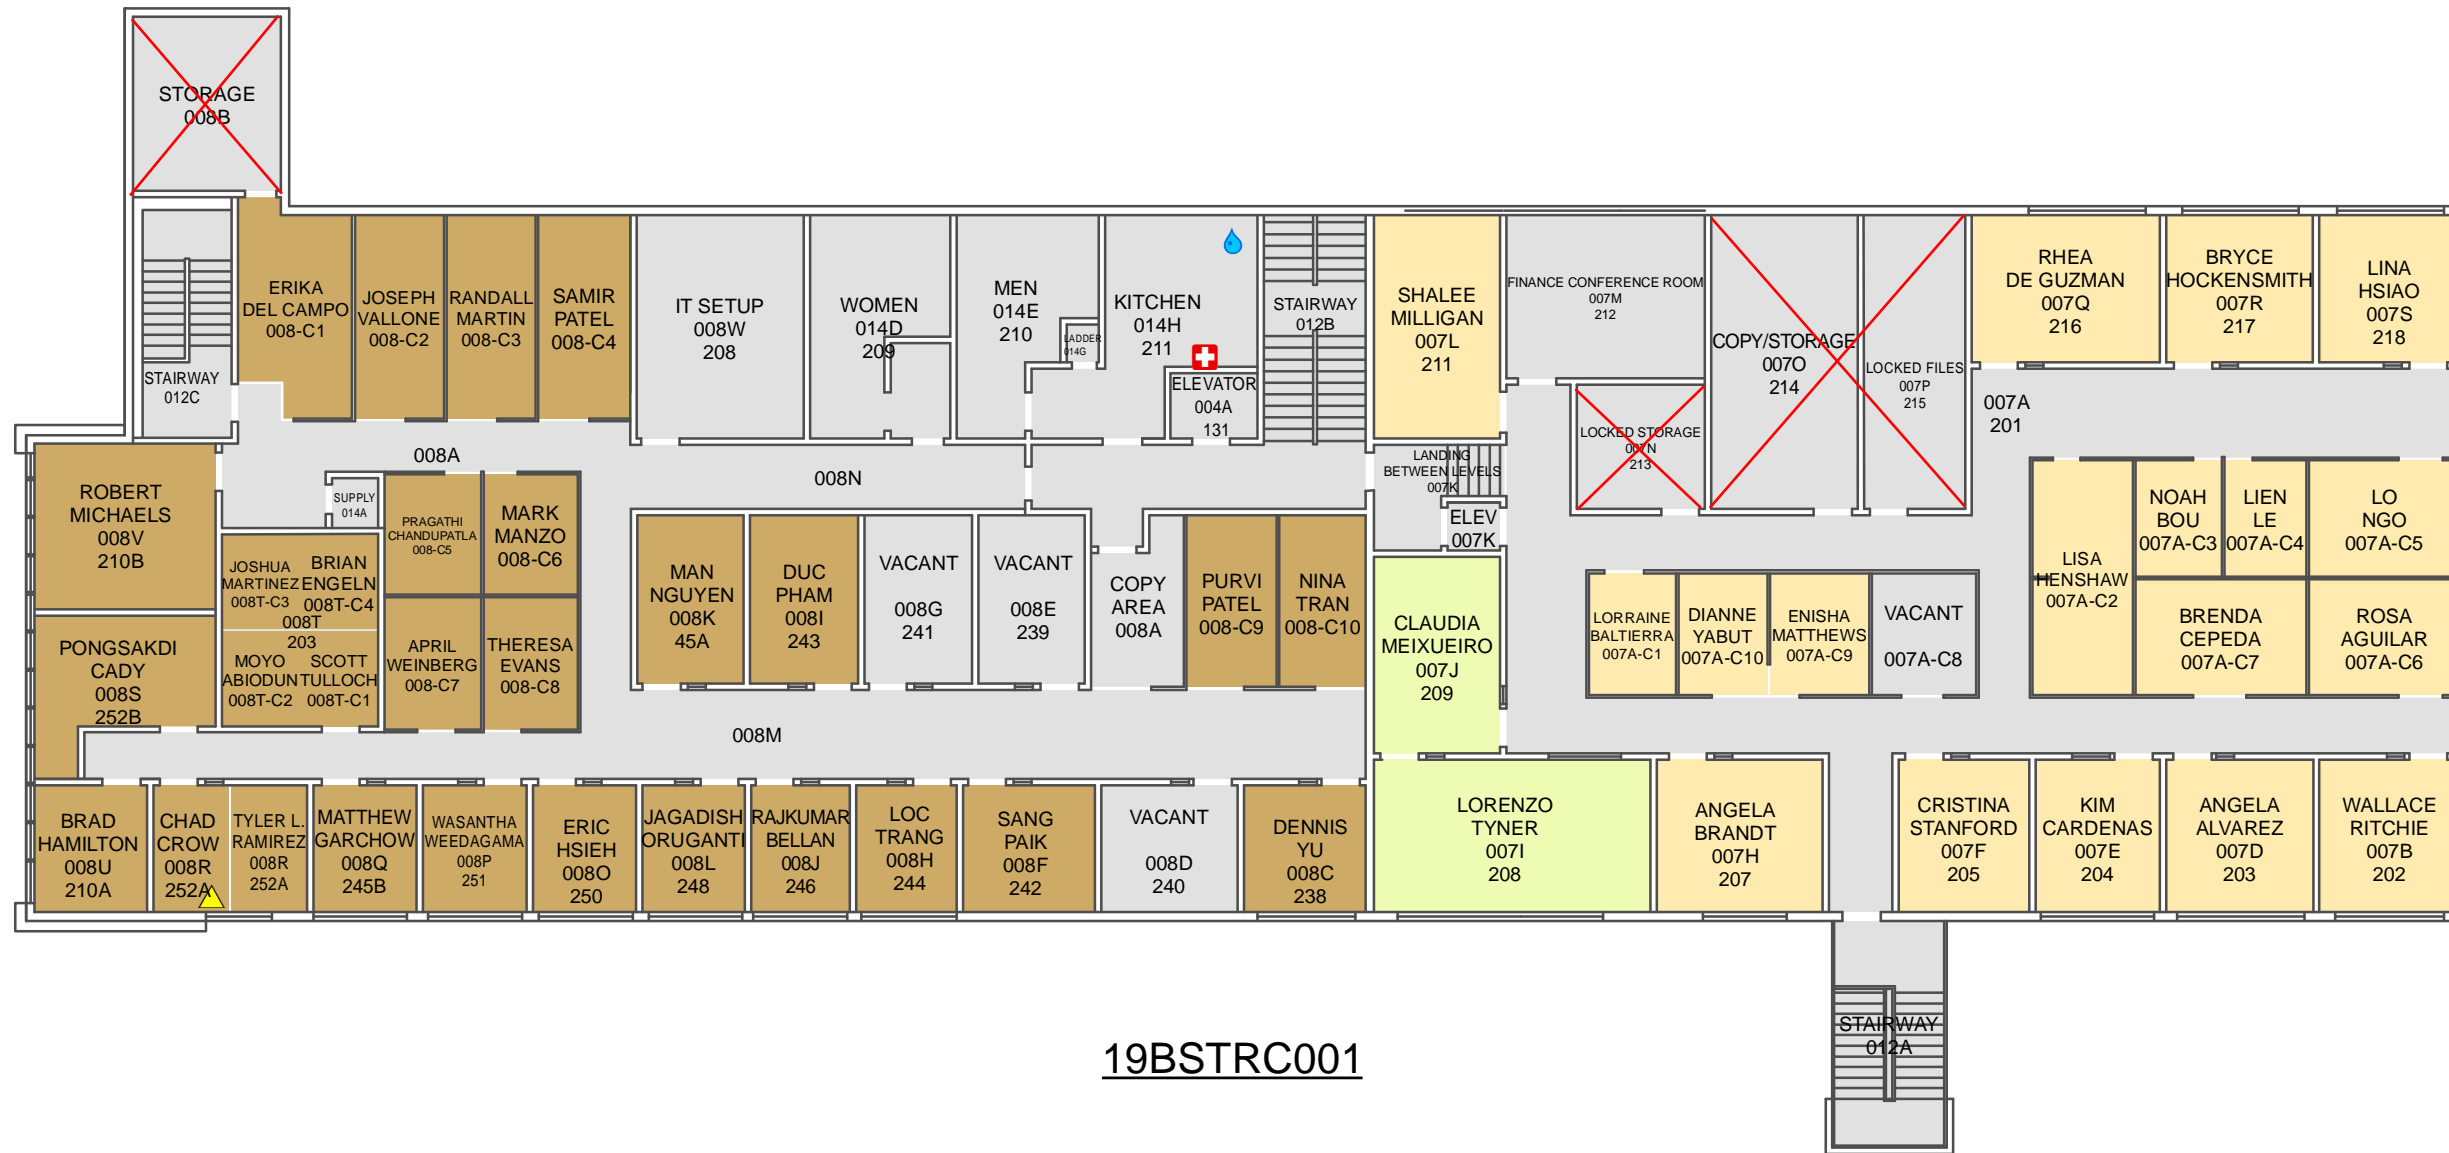 STORAGE
008B
STAIRWAY
012C
ERIKA
DEL CAMPO
008-C1
JOSEPH
VALLONE
008-C2
RANDALL
MARTIN
008-C3
SAMIR
PATEL
008-C4
IT SETUP
008W
208
WOMEN
014D
209
MEN
014E
210
LADDER
014G
KITCHEN
014H
211
ELEVATOR
004A
131
STAIRWAY
012B
SHALEE
MILLIGAN
007L
211
FINANCE CONFERENCE ROOM
007M
212
LOCKED STORAGE
007N
213
COPY/STORAGE
007O
214
LOCKED FILES
007P
215
RHEA
DE GUZMAN
007Q
216
BRYCE
HOCKENSMITH
007R
217
LINA
HSIAO
007S
218
007A
201
008A
008N
LANDING
BETWEEN LEVELS
007K
ELEV
007K
ROBERT
MICHAELS
008V
210B
SUPPLY
014A
PRAGATHI
CHANDUPATLA
008-C5
MARK
MANZO
008-C6
JOSHUA
MARTINEZ
008T-C3
BRIAN
ENGELN
008T-C4
008T
203
MOYO
ABIODUN
008T-C2
SCOTT
TULLOCH
008T-C1
APRIL
WEINBERG
008-C7
THERESA
EVANS
008-C8
PONGSAKDI
CADY
008S
252B
MAN
NGUYEN
008K
45A
DUC
PHAM
008I
243
VACANT
008G
241
VACANT
008E
239
COPY
AREA
008A
PURVI
PATEL
008-C9
NINA
TRAN
008-C10
CLAUDIA
MEIXUEIRO
007J
209
LORRAINE
BALTIERRA
007A-C1
DIANNE
YABUT
007A-C10
ENISHA
MATTHEWS
007A-C9
VACANT
007A-C8
LISA
HENSHAW
007A-C2
NOAH
BOU
007A-C3
LIEN
LE
007A-C4
LO
NGO
007A-C5
BRENDA
CEPEDA
007A-C7
ROSA
AGUILAR
007A-C6
008M
BRAD
HAMILTON
008U
210A
CHAD
CROW
008R
252A
TYLER L.
RAMIREZ
008R
252A
MATTHEW
GARCHOW
008Q
245B
WASANTHA
WEEDAGAMA
008P
251
ERIC
HSIEH
008O
250
JAGADISH
ORUGANTI
008L
248
RAJKUMAR
BELLAN
008J
246
LOC
TRANG
008H
244
SANG
PAIK
008F
242
VACANT
008D
240
DENNIS
YU
008C
238
LORENZO
TYNER
007I
208
ANGELA
BRANDT
007H
207
CRISTINA
STANFORD
007F
205
KIM
CARDENAS
007E
204
ANGELA
ALVAREZ
007D
203
WALLACE
RITCHIE
007B
202
STAIRWAY
012A
19BSTRC001